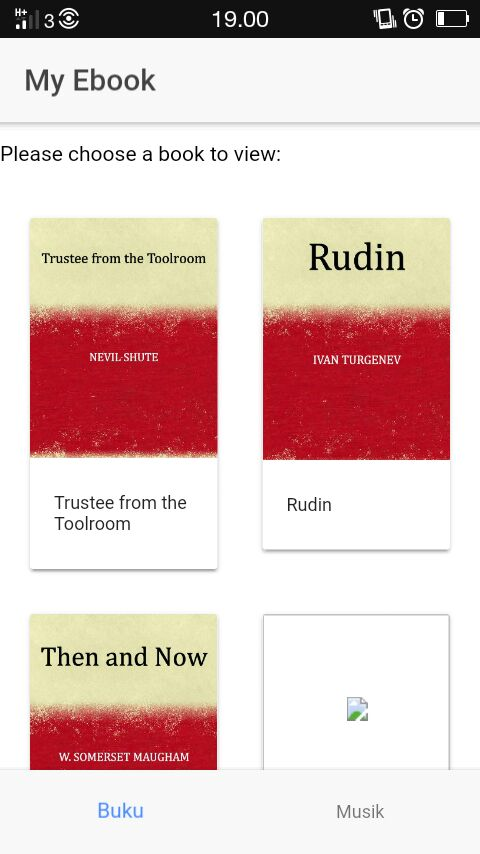 H+ 3 19.00
My Ebook
Please choose a book to view:
Trustee from the Toolroom
NEVIL-SHUTE
Trustee from the
Toolroom
Rudin
IVAN TURGENEV
Rudin
Then and Now
W. SOMERSET MAUGHAM
Buku
Musik